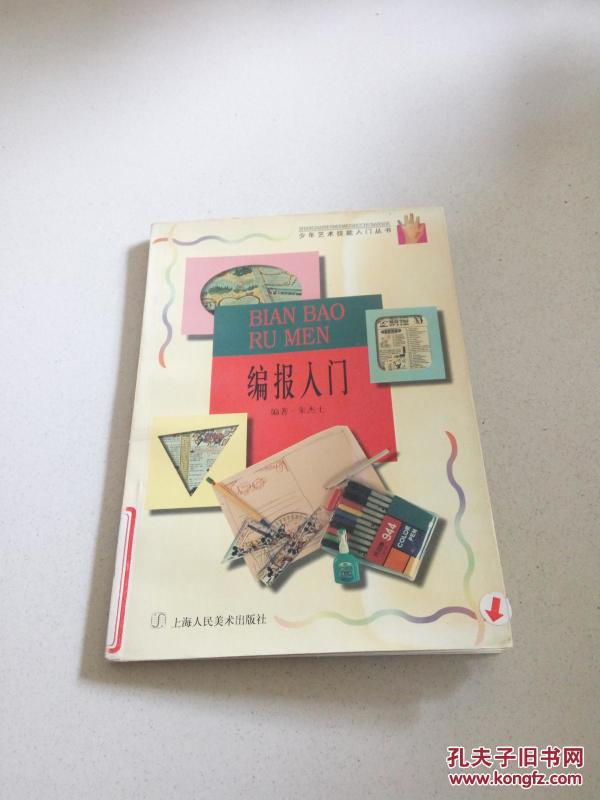 少年艺术技能入门丛书
BIAN BAO
RU MEN
编报入门
编著·朱杰士
944
COLOR PEN
上海人民美术出版社
孔夫子旧书网
www.kongfz.com